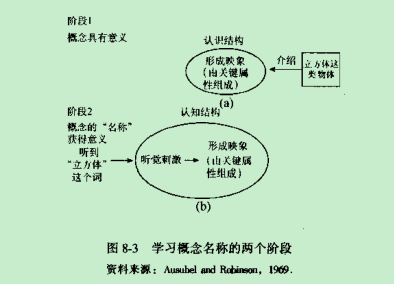 阶段1
概念具有意义
认识结构
形成映象
(由关键属
性组成)
介绍
立方体这
类物体
(a)
阶段2
认知结构
概念的“名称”
获得意义
听到
“立方体”
这个词
听觉刺激
形成映象
(由关键属
性组成)
(b)
图 8-3 学习概念名称的两个阶段
资料来源：Ausubel and Robinson, 1969.